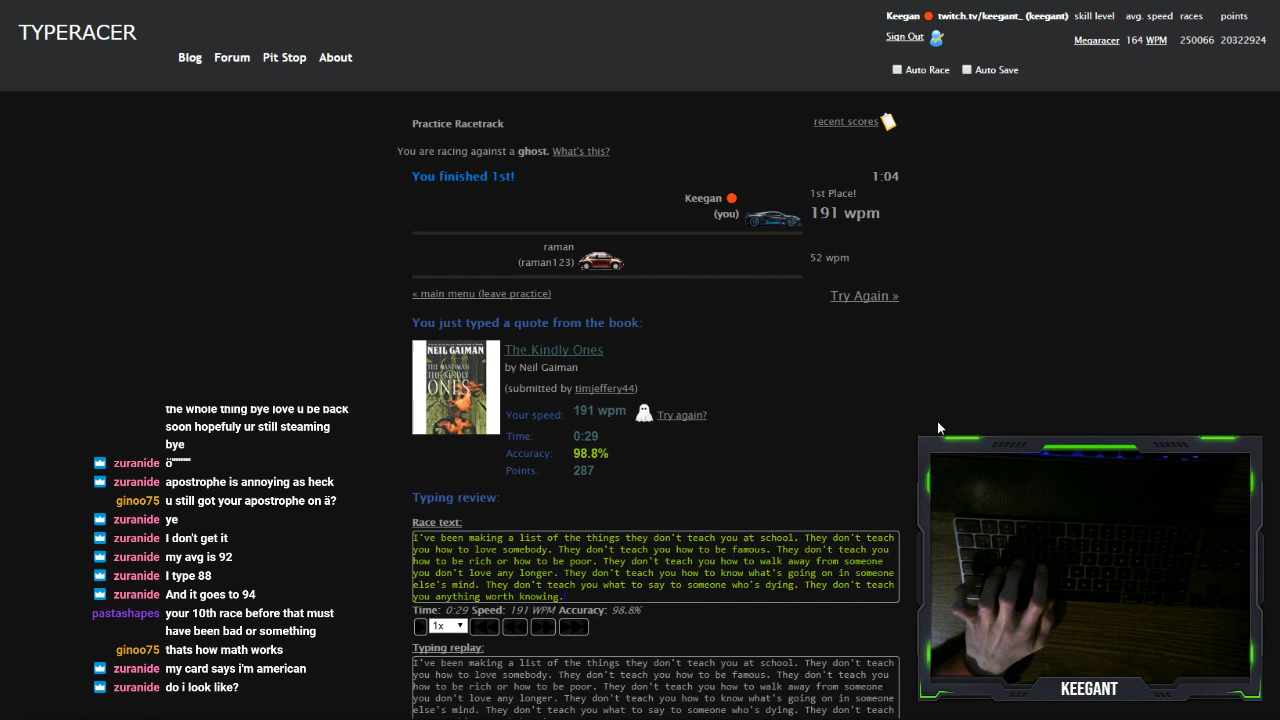 TYPERACER
Blog Forum Pit Stop About
Keegan twitch.tv/keegant_ (keegant) skill level avg. speed races points
Sign Out Megaracer 164 WPM 250066 20322924
Auto Race Auto Save
Practice Racetrack
recent scores
You are racing against a ghost. What's this?
You finished 1st!
1:04
Keegan
(you)
1st Place!
191 wpm
raman
(raman123)
52 wpm
« main menu (leave practice)
Try Again »
You just typed a quote from the book:
NEIL GAIMAN
THE SANDMAN
THE KINDLY
ONES
The Kindly Ones
by Neil Gaiman
(submitted by timjeffery44)
Your speed: 191 wpm Try again?
Time: 0:29
Accuracy: 98.8%
Points: 287
Typing review:
Race text:
I've been making a list of the things they don't teach you at school. They don't teach
you how to love somebody. They don't teach you how to be famous. They don't teach you
how to be rich or how to be poor. They don't teach you how to walk away from someone
you don't love any longer. They don't teach you how to know what's going on in someone
else's mind. They don't teach you what to say to someone who's dying. They don't teach
you anything worth knowing.
Time: 0:29 Speed: 191 WPM Accuracy: 98.8%
1x
Typing replay:
I've been making a list of the things they don't teach you at school. They don't teach
you how to love somebody. They don't teach you how to be famous. They don't teach you
how to be rich or how to be poor. They don't teach you how to walk away from someone
you don't love any longer. They don't teach you how to know what's going on in someone
else's mind. They don't teach you what to say to someone who's dying. They don't teach
the whole thing bye love u be back
soon hopefuly ur still steaming
bye
zuranide
zuranide apostrophe is annoying as heck
ginoo75 u still got your apostrophe on ä?
zuranide ye
zuranide I don't get it
zuranide my avg is 92
zuranide I type 88
zuranide And it goes to 94
pastashapes your 10th race before that must
have been bad or something
ginoo75 thats how math works
zuranide my card says i'm american
zuranide do i look like?
KEEGANT